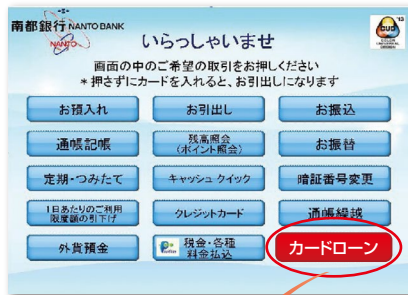 南都銀行 NANTO BANK
NANTO
CUD
'13
いらっしゃいませ
画面の中のご希望の取引をお押しください
＊押さずにカードを入れると、お引出しになります
お預入れ
お引出し
お振込
通帳記帳
残高照会
(ポイント照会)
お振替
定期・つみたて
キャッシュ クイック
暗証番号変更
1日あたりのご利用
限度額の引下げ
クレジットカード
通帳繰越
外貨預金
税金・各種
料金払込
カードローン